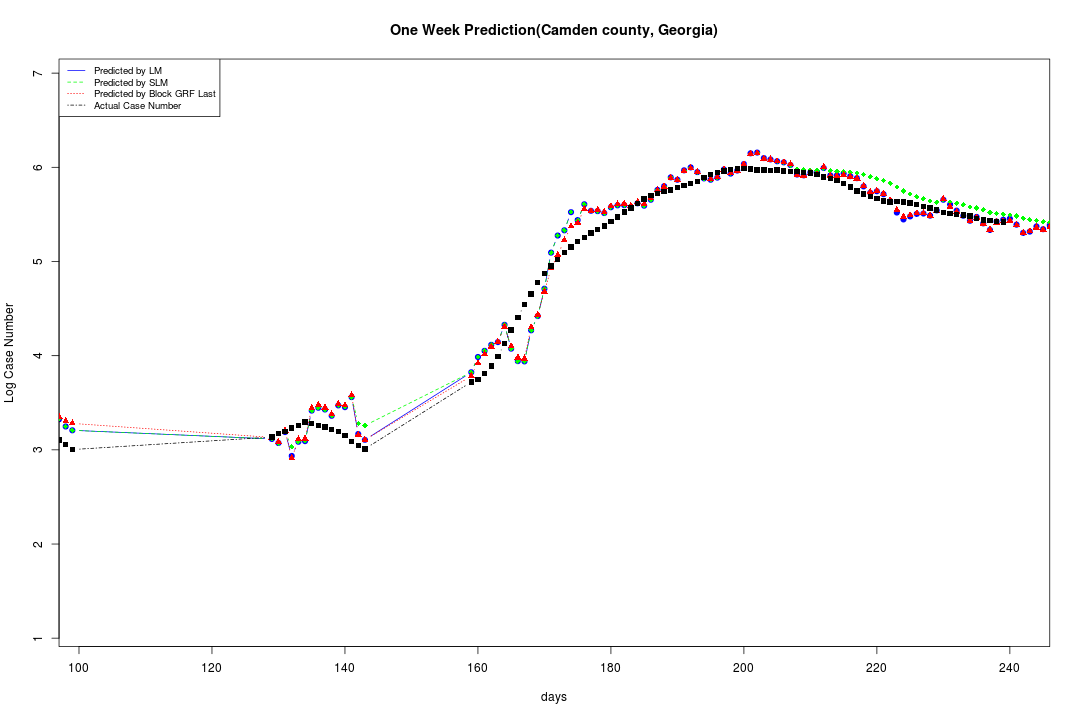 One Week Prediction(Camden county, Georgia)
Predicted by LM
Predicted by SLM
Predicted by Block GRF Last
Actual Case Number
7
6
5
4
3
2
1
Log Case Number
100 120 140 160 180 200 220 240
days